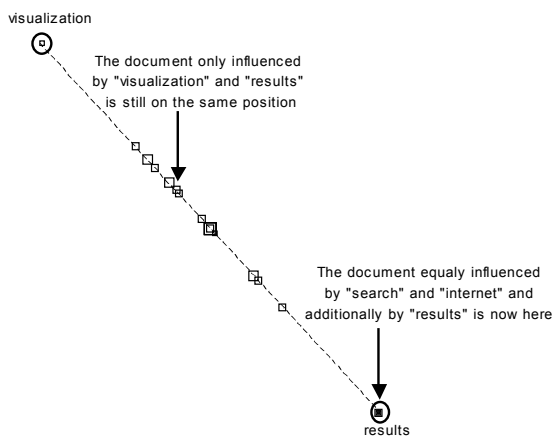 visualization
The document only influenced
by "visualization" and "results"
is still on the same position
The document equaly influenced
by "search" and "internet" and
additionally by "results" is now here
results